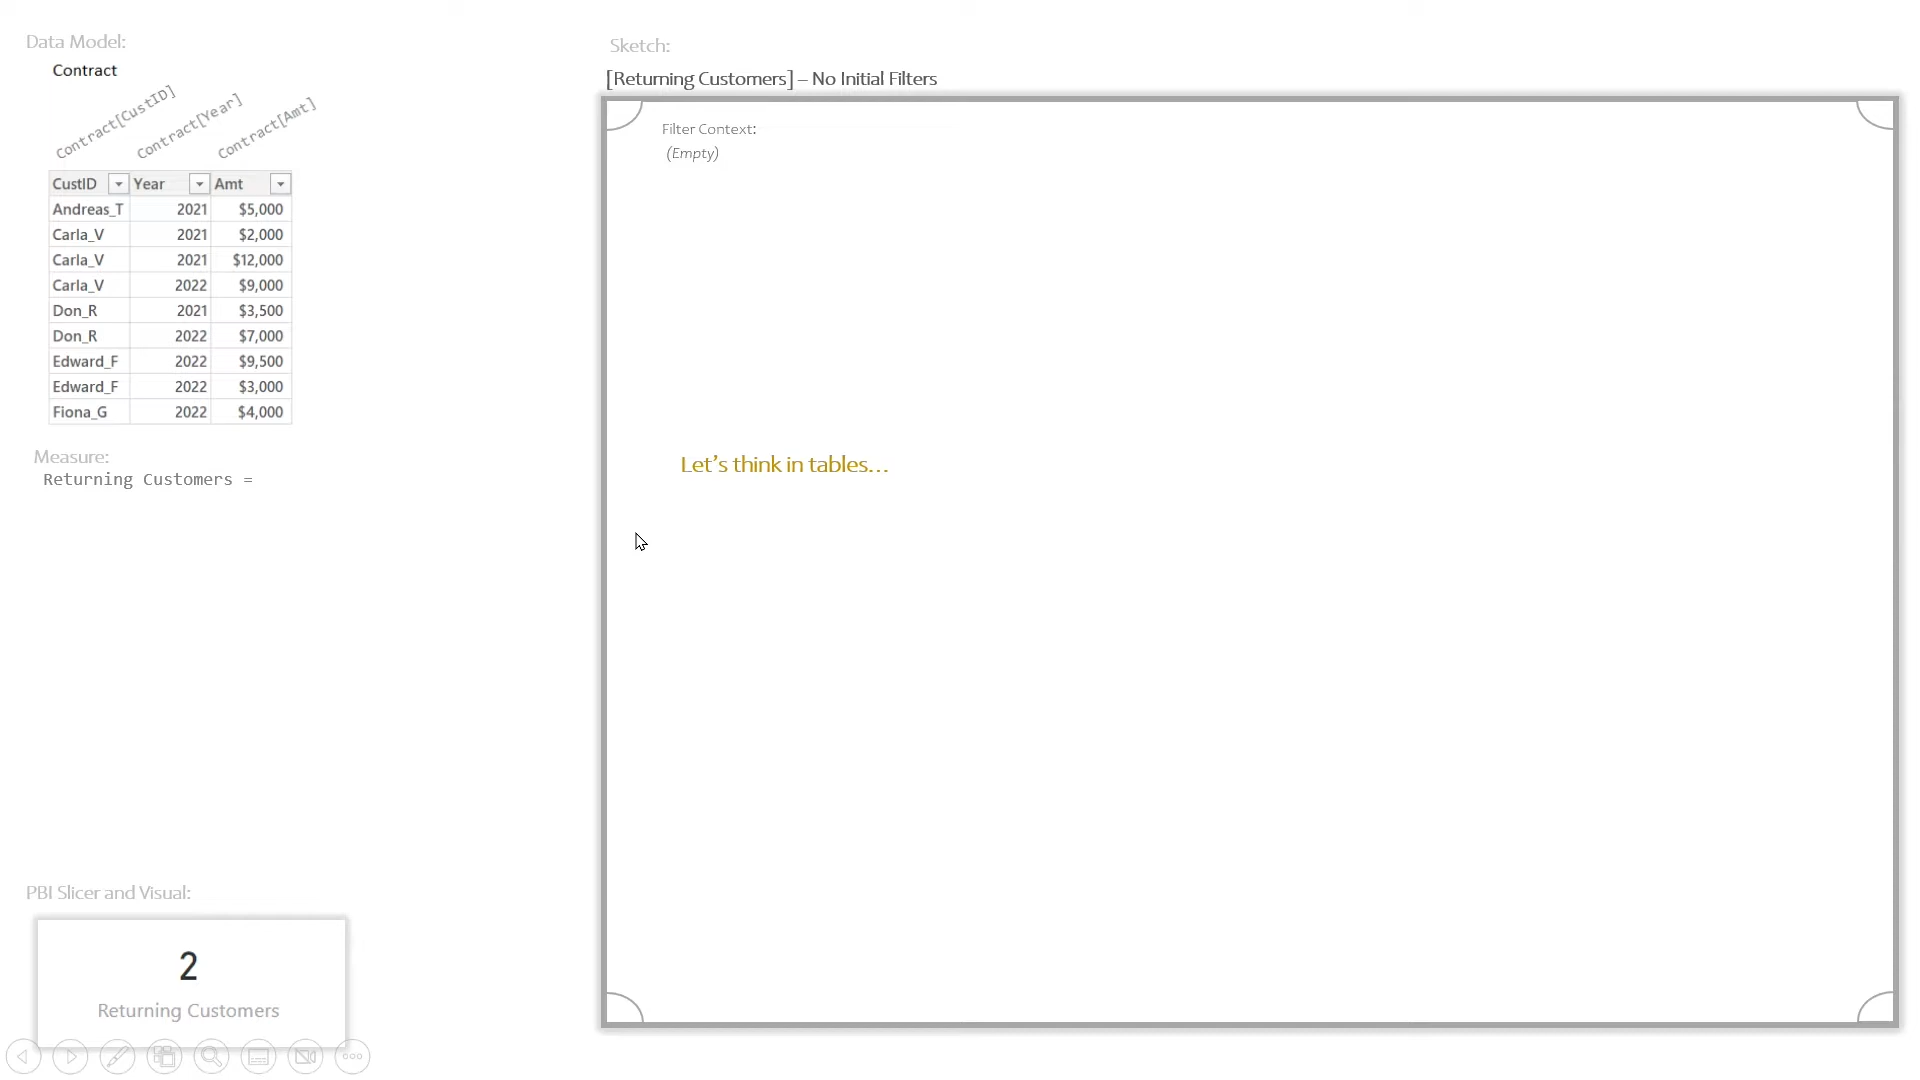 Data Model:
Contract
Contract[CustID]
Contract[Year]
Contract[Amt]
CustID Year Amt
Andreas_T 2021 $5,000
Carla_V 2021 $2,000
Carla_V 2021 $12,000
Carla_V 2022 $9,000
Don_R 2021 $3,500
Don_R 2022 $7,000
Edward_F 2022 $9,500
Edward_F 2022 $3,000
Fiona_G 2022 $4,000
Measure:
Returning Customers =
PBI Slicer and Visual:
2
Returning Customers
Sketch:
[Returning Customers] – No Initial Filters
Filter Context:
(Empty)
Let’s think in tables…